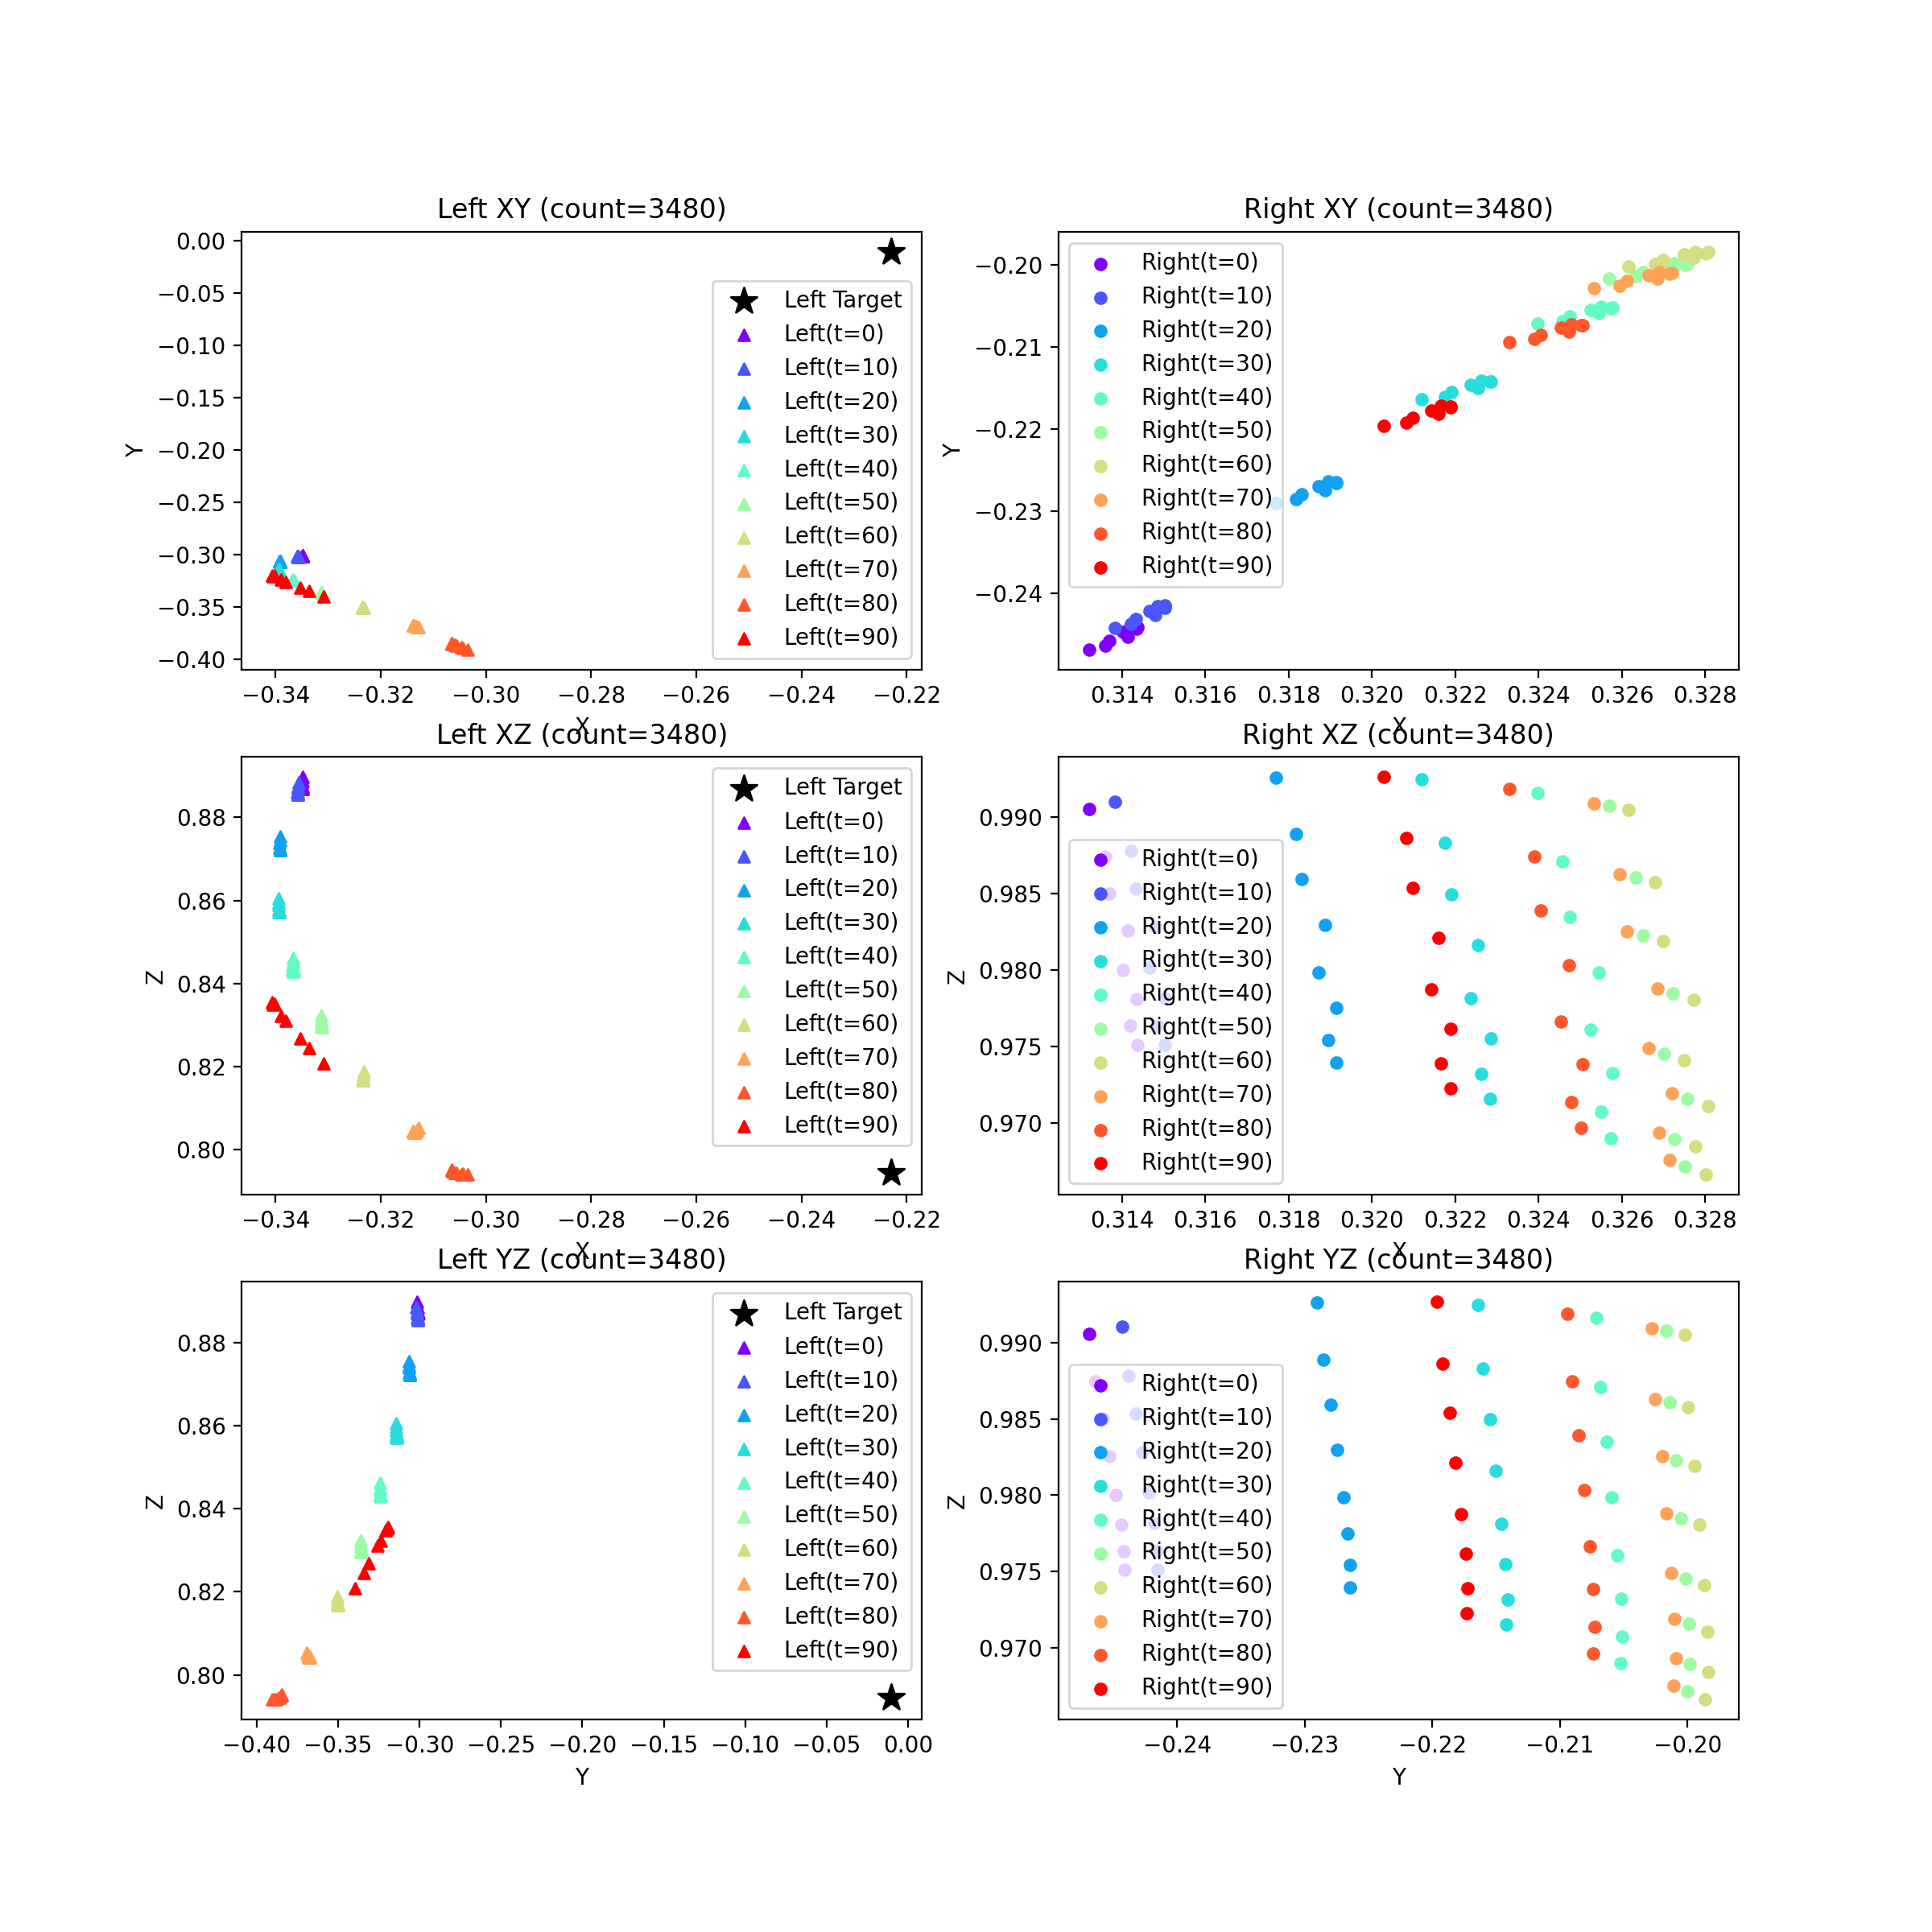 Left XY (count=3480)
0.00
−0.05
−0.10
−0.15
−0.20
−0.25
−0.30
−0.35
−0.40
Y
Left Target
Left(t=0)
Left(t=10)
Left(t=20)
Left(t=30)
Left(t=40)
Left(t=50)
Left(t=60)
Left(t=70)
Left(t=80)
Left(t=90)
−0.34 −0.32 −0.30 −0.28 −0.26 −0.24 −0.22
X
Right XY (count=3480)
−0.20
−0.21
−0.22
−0.23
−0.24
Y
Right(t=0)
Right(t=10)
Right(t=20)
Right(t=30)
Right(t=40)
Right(t=50)
Right(t=60)
Right(t=70)
Right(t=80)
Right(t=90)
0.314 0.316 0.318 0.320 0.322 0.324 0.326 0.328
X
Left XZ (count=3480)
0.88
0.86
0.84
0.82
0.80
Z
Left Target
Left(t=0)
Left(t=10)
Left(t=20)
Left(t=30)
Left(t=40)
Left(t=50)
Left(t=60)
Left(t=70)
Left(t=80)
Left(t=90)
−0.34 −0.32 −0.30 −0.28 −0.26 −0.24 −0.22
X
Right XZ (count=3480)
0.990
0.985
0.980
0.975
0.970
Z
Right(t=0)
Right(t=10)
Right(t=20)
Right(t=30)
Right(t=40)
Right(t=50)
Right(t=60)
Right(t=70)
Right(t=80)
Right(t=90)
0.314 0.316 0.318 0.320 0.322 0.324 0.326 0.328
X
Left YZ (count=3480)
0.88
0.86
0.84
0.82
0.80
Z
Left Target
Left(t=0)
Left(t=10)
Left(t=20)
Left(t=30)
Left(t=40)
Left(t=50)
Left(t=60)
Left(t=70)
Left(t=80)
Left(t=90)
−0.40 −0.35 −0.30 −0.25 −0.20 −0.15 −0.10 −0.05 0.00
Y
Right YZ (count=3480)
0.990
0.985
0.980
0.975
0.970
Z
Right(t=0)
Right(t=10)
Right(t=20)
Right(t=30)
Right(t=40)
Right(t=50)
Right(t=60)
Right(t=70)
Right(t=80)
Right(t=90)
−0.24 −0.23 −0.22 −0.21 −0.20
Y